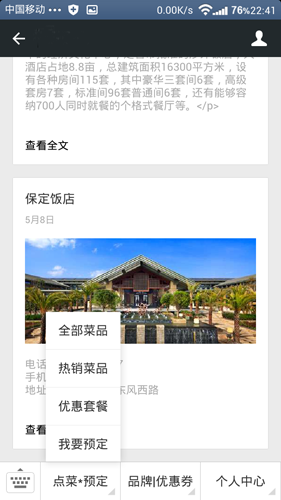 中国移动 ... 0.00K/s 76% 22:41
酒店占地8.8亩，总建筑面积16300平方米，设
有各种房间115套，其中豪华三套间6套，高级
套房7套，标准间96套普通间6套，还有能够容
纳700人同时就餐的个格式餐厅等。</p>
查看全文
保定饭店
5月8日
电话
7
手机
地址
东风西路
查看
全部菜品
热销菜品
优惠套餐
我要预定
点菜*预定
品牌|优惠券
个人中心